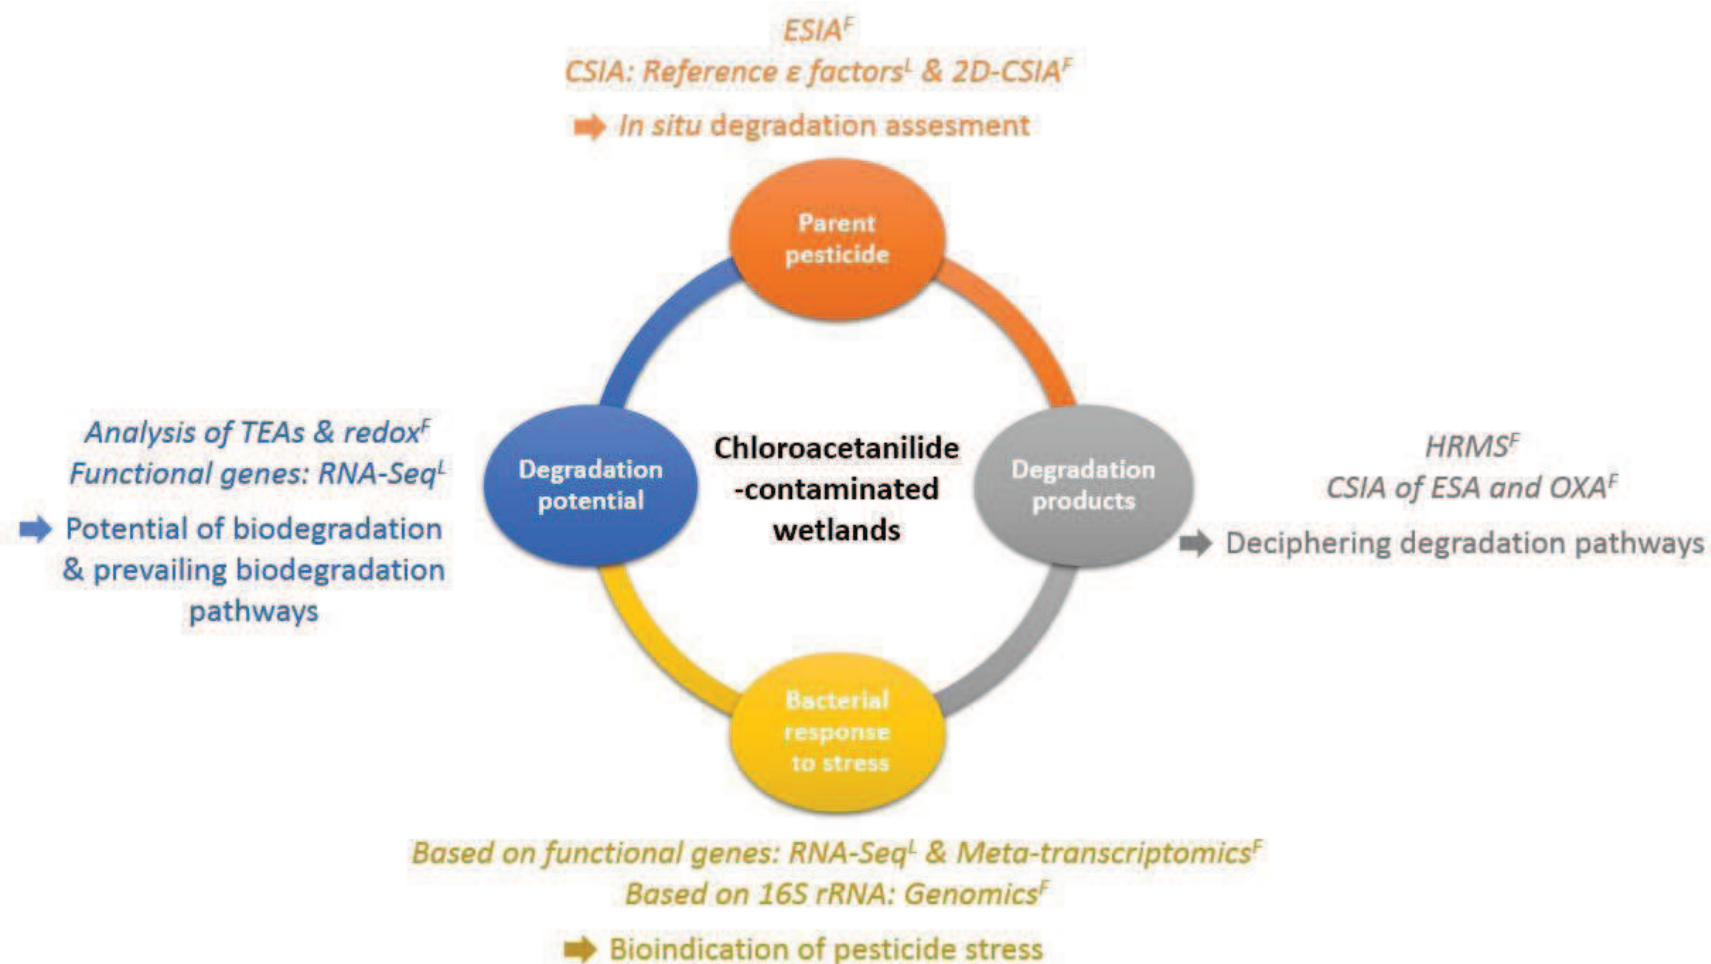 ESIAᶠ
CSIA: Reference ε factorsᴸ & 2D-CSIAᶠ
In situ degradation assesment
Parent
pesticide
Analysis of TEAs & redoxᶠ
Functional genes: RNA-Seqᴸ
Potential of biodegradation
& prevailing biodegradation
pathways
Degradation
potential
Chloroacetanilide
-contaminated
wetlands
Degradation
products
HRMSᶠ
CSIA of ESA and OXAᶠ
Deciphering degradation pathways
Bacterial
response
to stress
Based on functional genes: RNA-Seqᴸ & Meta-transcriptomicsᶠ
Based on 16S rRNA: Genomicsᶠ
Bioindication of pesticide stress